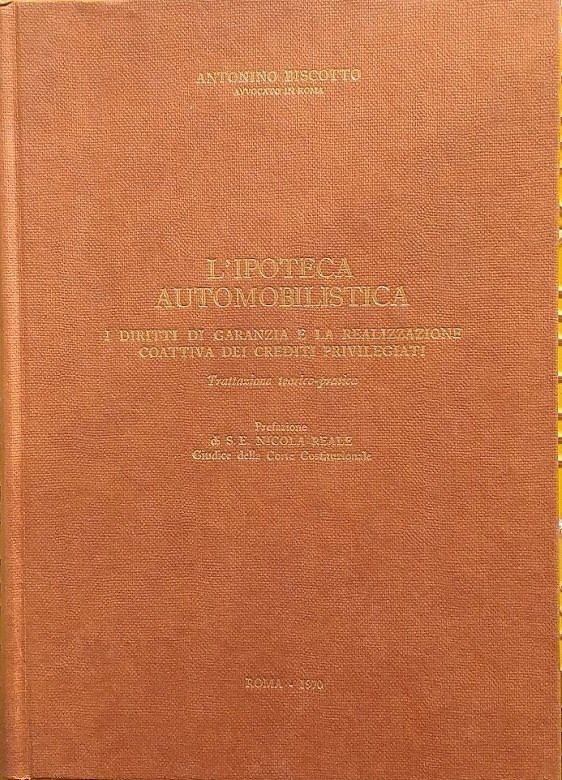 ANTONINO BISCOTTO
AVVOCATO IN ROMA
L'IPOTECA
AUTOMOBILISTICA
I DIRITTI DI GARANZIA E LA REALIZZAZIONE
COATTIVA DEI CREDITI PRIVILEGIATI
Trattazione teorico-pratica
Prefazione
di S. E. NICOLA REALE
Giudice della Corte Costituzionale
ROMA - 1970